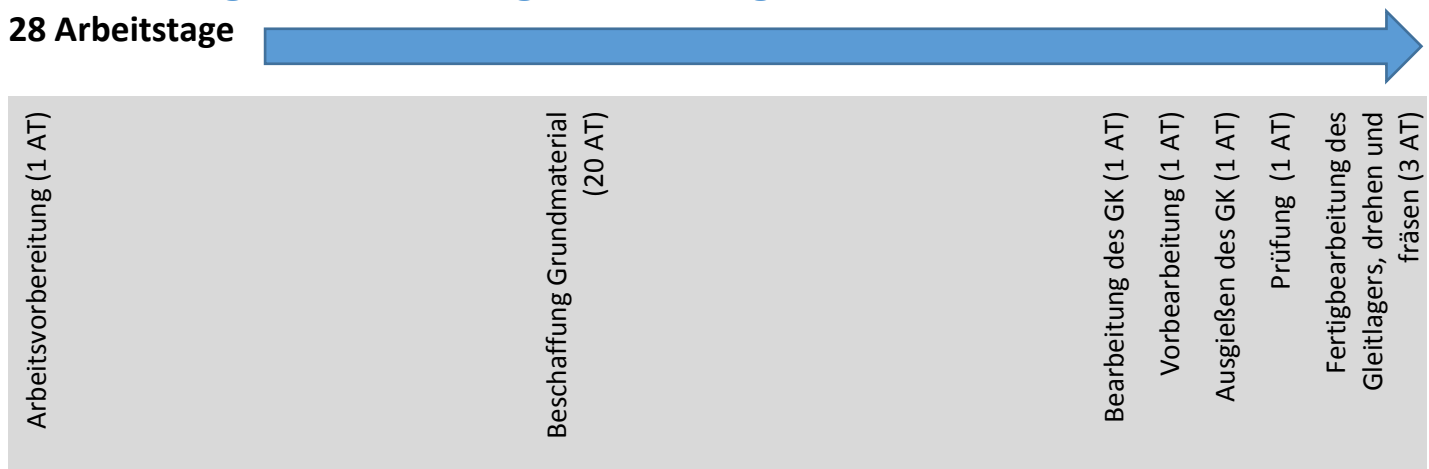 28 Arbeitstage
Arbeitsvorbereitung (1 AT)
Beschaffung Grundmaterial
(20 AT)
Bearbeitung des GK (1 AT)
Vorbearbeitung (1 AT)
Ausgießen des GK (1 AT)
Prüfung (1 AT)
Fertigbearbeitung des
Gleitlagers, drehen und
fräsen (3 AT)